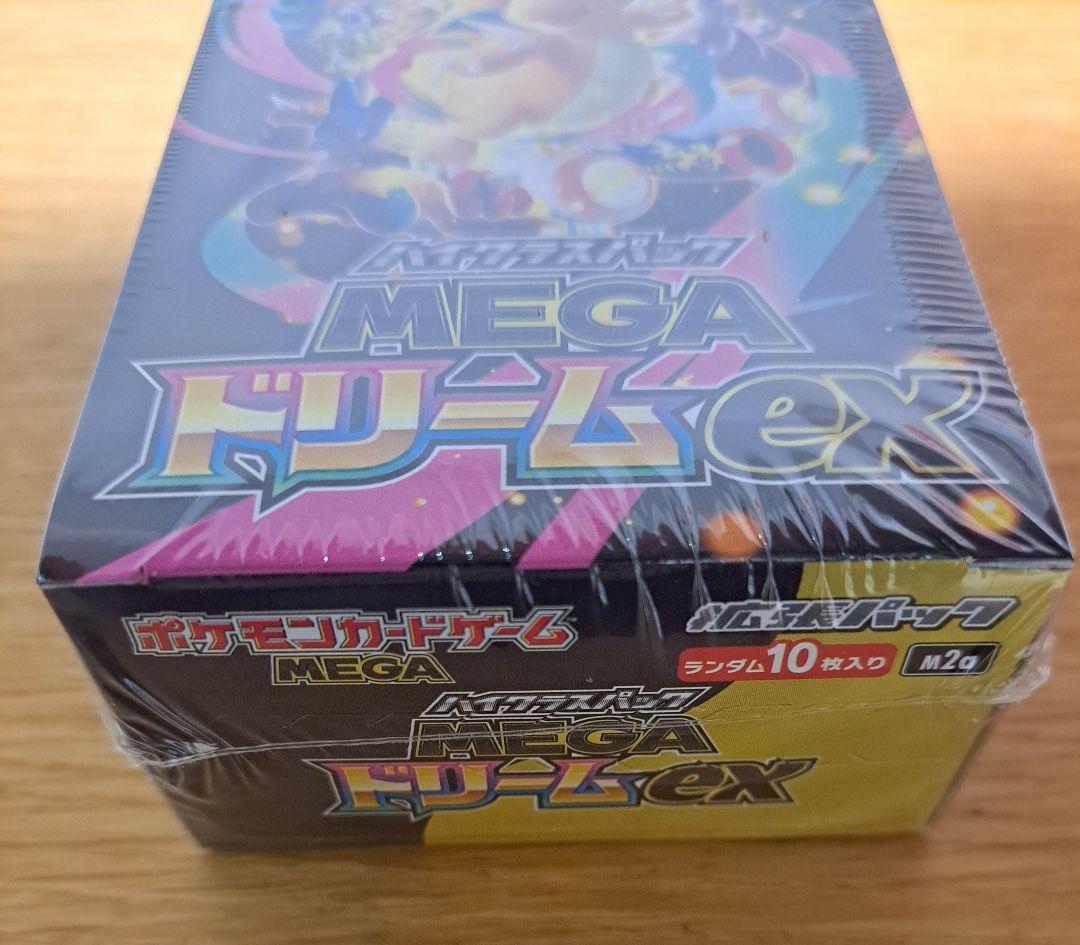 ハイクラスパック
MEGA
ドリームex
ポケモンカードゲーム
MEGA
拡張パック
ランダム10枚入り M2a
ハイクラスパック
MEGA
ドリームex